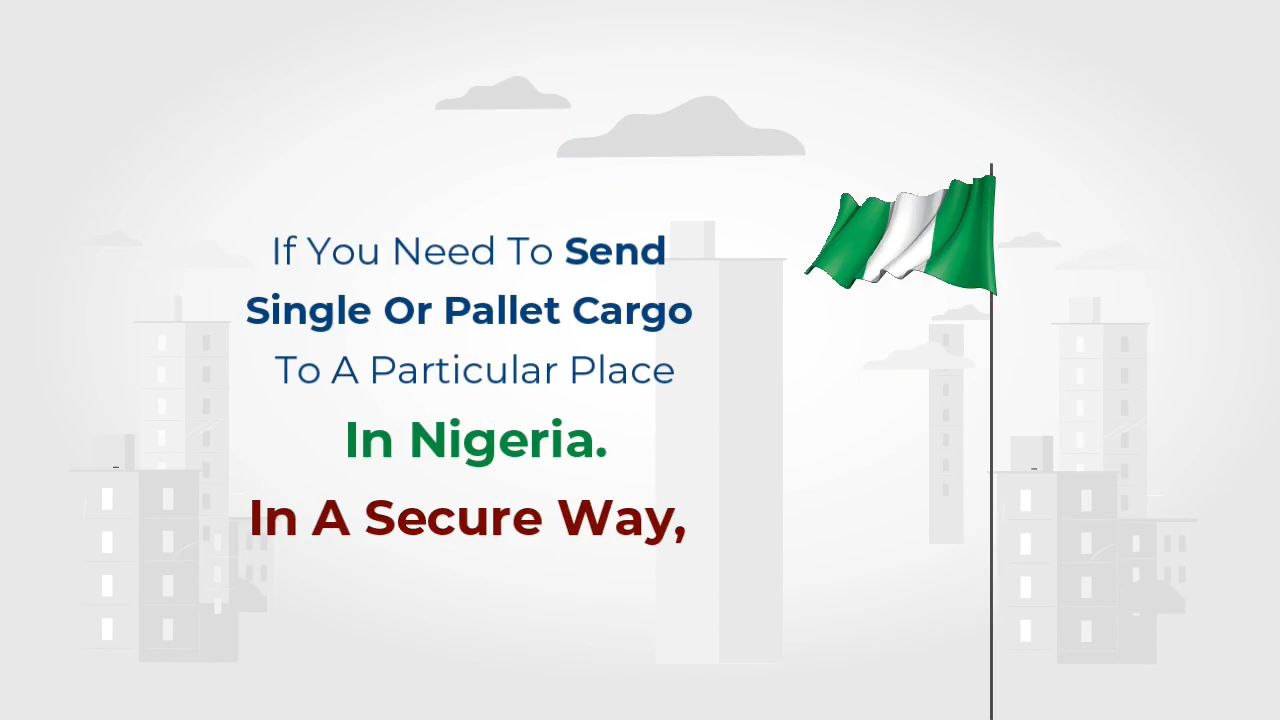 If You Need To Send
Single Or Pallet Cargo
To A Particular Place
In Nigeria.
In A Secure Way,